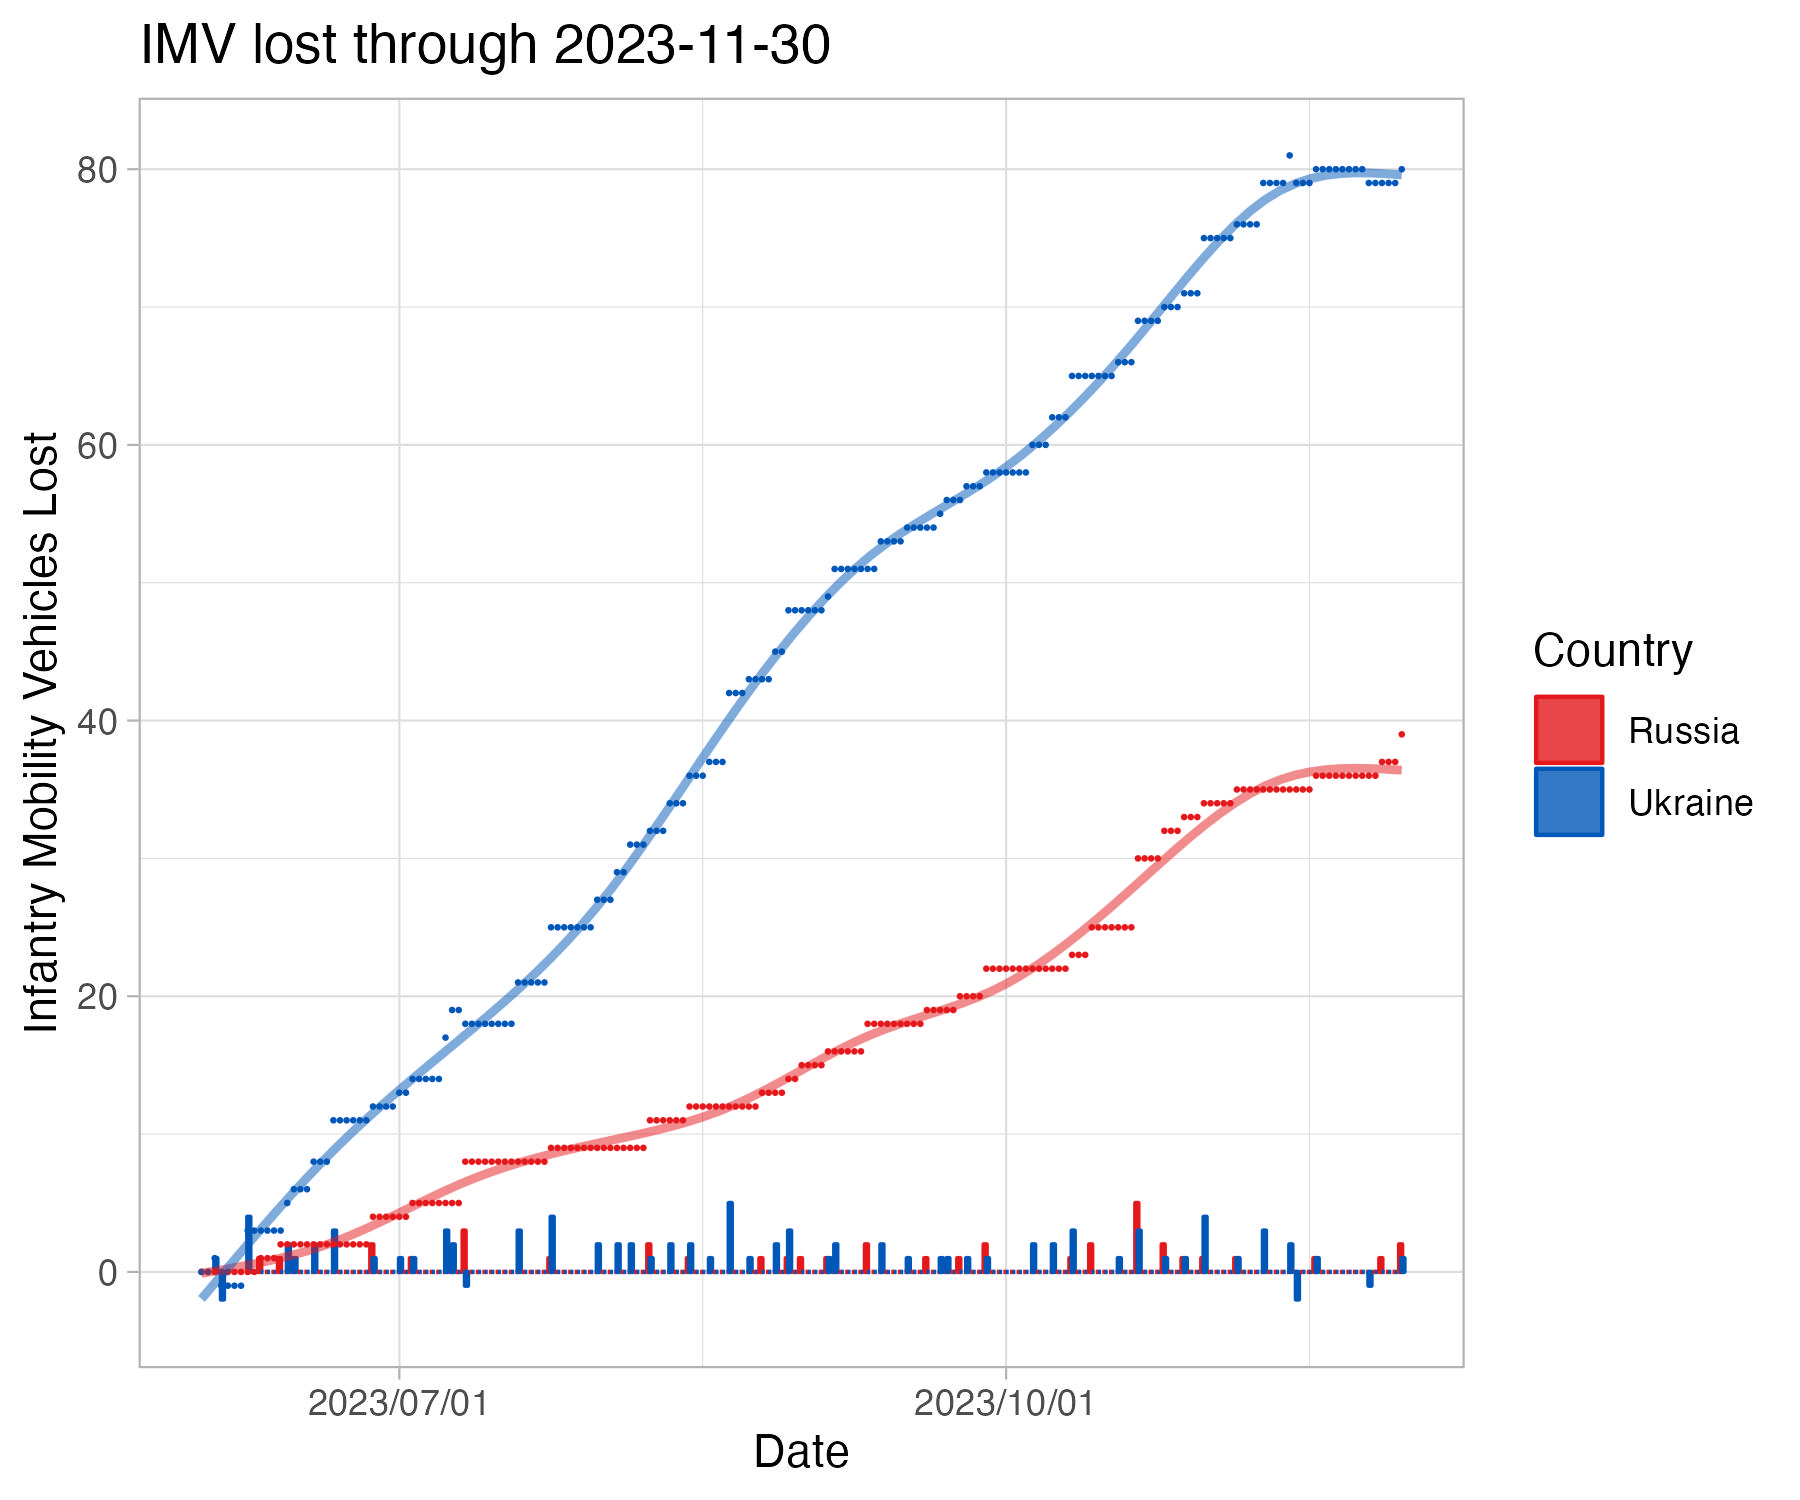 IMV lost through 2023-11-30
Infantry Mobility Vehicles Lost
80
60
40
20
0
2023/07/01
2023/10/01
Date
Country
Russia
Ukraine